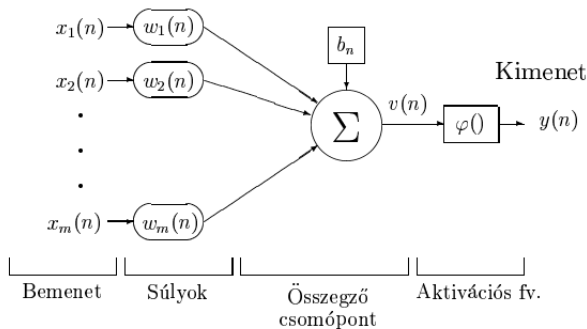 x₁(n) w₁(n)
bₙ
x₂(n) w₂(n)
Kimenet
v(n)
∑ φ() y(n)
xₘ(n) wₘ(n)
Bemenet Súlyok Összegző Aktivációs fv.
csomópont